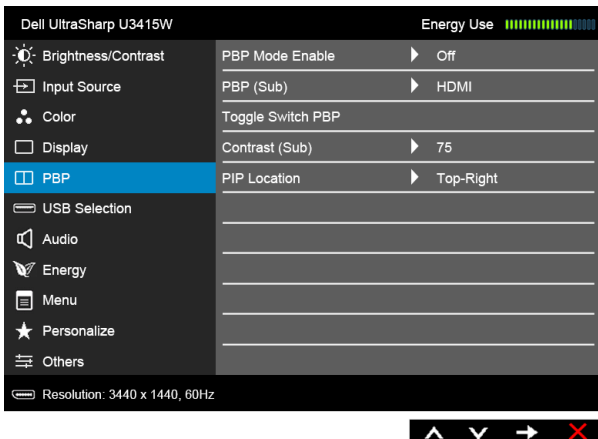 Dell UltraSharp U3415W Energy Use
Brightness/Contrast PBP Mode Enable Off
Input Source PBP (Sub) HDMI
Color Toggle Switch PBP
Display Contrast (Sub) 75
PBP PIP Location Top-Right
USB Selection
Audio
Energy
Menu
Personalize
Others
Resolution: 3440 x 1440, 60Hz